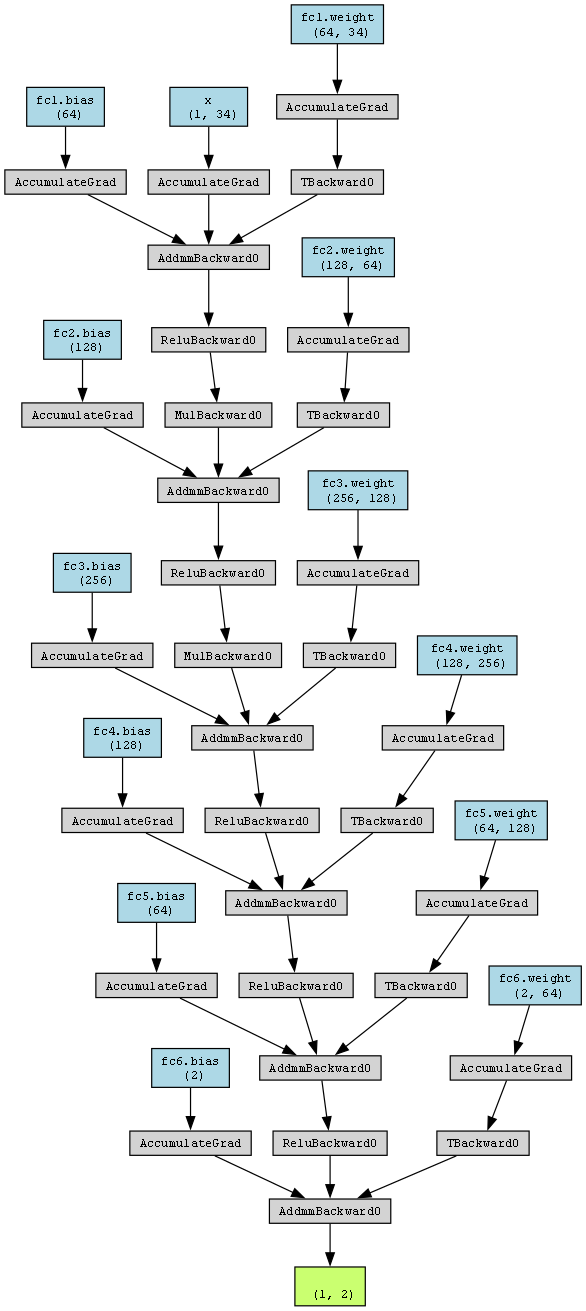 fc1.weight
(64, 34)
fc1.bias
(64)
x
(1, 34)
AccumulateGrad
AccumulateGrad
AccumulateGrad
TBackward0
AddmmBackward0
fc2.weight
(128, 64)
fc2.bias
(128)
ReluBackward0
AccumulateGrad
AccumulateGrad
MulBackward0
TBackward0
AddmmBackward0
fc3.weight
(256, 128)
fc3.bias
(256)
ReluBackward0
AccumulateGrad
AccumulateGrad
MulBackward0
TBackward0
fc4.weight
(128, 256)
AddmmBackward0
AccumulateGrad
fc4.bias
(128)
AccumulateGrad
ReluBackward0
TBackward0
fc5.weight
(64, 128)
AddmmBackward0
AccumulateGrad
fc5.bias
(64)
AccumulateGrad
ReluBackward0
TBackward0
fc6.weight
(2, 64)
AddmmBackward0
AccumulateGrad
fc6.bias
(2)
AccumulateGrad
ReluBackward0
TBackward0
AddmmBackward0
(1, 2)